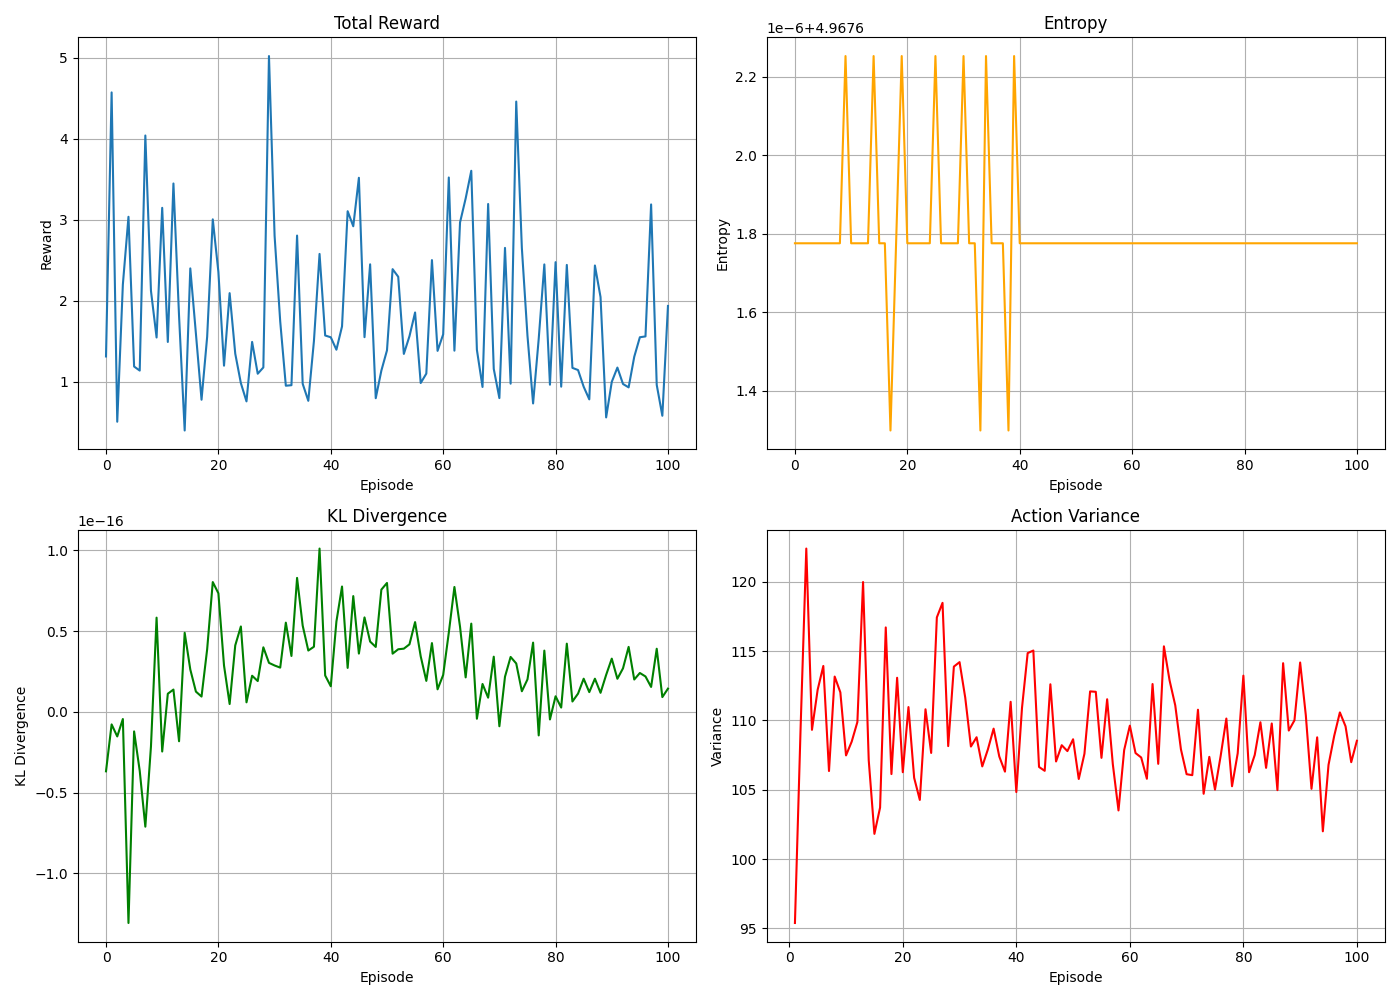 Total Reward
Reward
5
4
3
2
1
0 20 40 60 80 100
Episode
Entropy
1e−6+4.9676
Entropy
2.2
2.0
1.8
1.6
1.4
0 20 40 60 80 100
Episode
KL Divergence
1e−16
KL Divergence
1.0
0.5
0.0
−0.5
−1.0
0 20 40 60 80 100
Episode
Action Variance
Variance
120
115
110
105
100
95
0 20 40 60 80 100
Episode